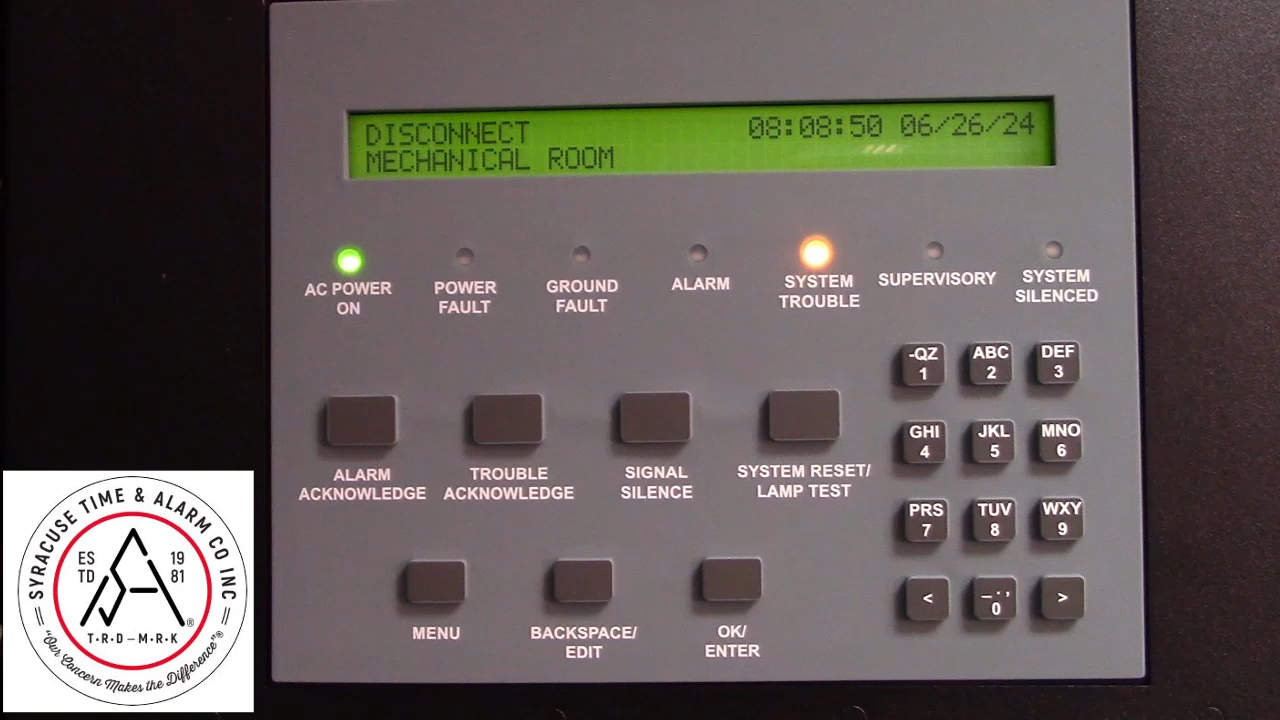 DISCONNECT 08:08:50 06/26/24
MECHANICAL ROOM
AC POWER
ON
POWER
FAULT
GROUND
FAULT
ALARM
SYSTEM
TROUBLE
SUPERVISORY
SYSTEM
SILENCED
-QZ
1
ABC
2
DEF
3
GHI
4
JKL
5
MNO
6
PRS
7
TUV
8
WXY
9
<
_ . ,
0
>
ALARM
ACKNOWLEDGE
TROUBLE
ACKNOWLEDGE
SIGNAL
SILENCE
SYSTEM RESET/
LAMP TEST
MENU
BACKSPACE/
EDIT
OK/
ENTER
SYRACUSE TIME & ALARM CO INC
ES
TD
19
81
®
T·R·D–M·R·K
"Our Concern Makes the Difference"®